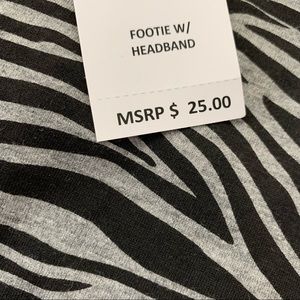 FOOTIE W/
HEADBAND
MSRP $ 25.00